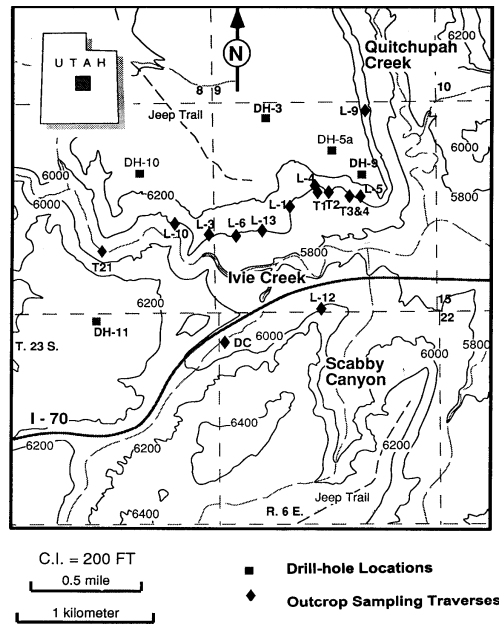 Quitchupah
Creek
6200
UTAH
N
8 9
10
Jeep Trail
DH-3
L-9
DH-5a
DH-10
DH-9
6000
6200
L-4
L-5
5800
6000
L-1
T1 T2
T3&4
L-10
L-3
L-6
L-13
5800
T21
Ivie Creek
6200
L-12
15
22
DH-11
DC
6000
5800
T. 23 S.
6000
Scabby
Canyon
I - 70
6400
6200
6200
6200
6400
Jeep Trail
R. 6 E.
C.I. = 200 FT
0.5 mile
1 kilometer
Drill-hole Locations
Outcrop Sampling Traverses